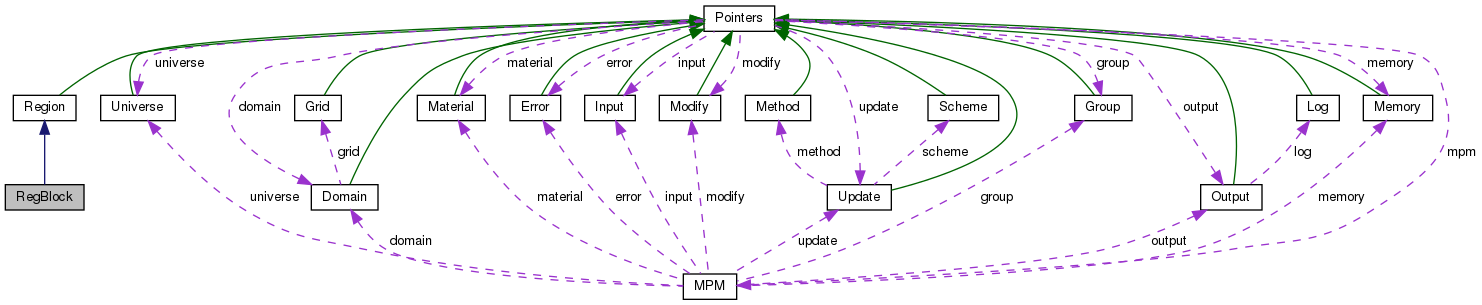 Pointers
universe
material
error
input
modify
group
memory
domain
update
output
mpm
Region
Universe
Grid
Material
Error
Input
Modify
Method
Scheme
Group
Log
Memory
grid
method
scheme
log
RegBlock
Domain
Update
Output
universe
material
error
input
modify
group
memory
domain
update
output
MPM